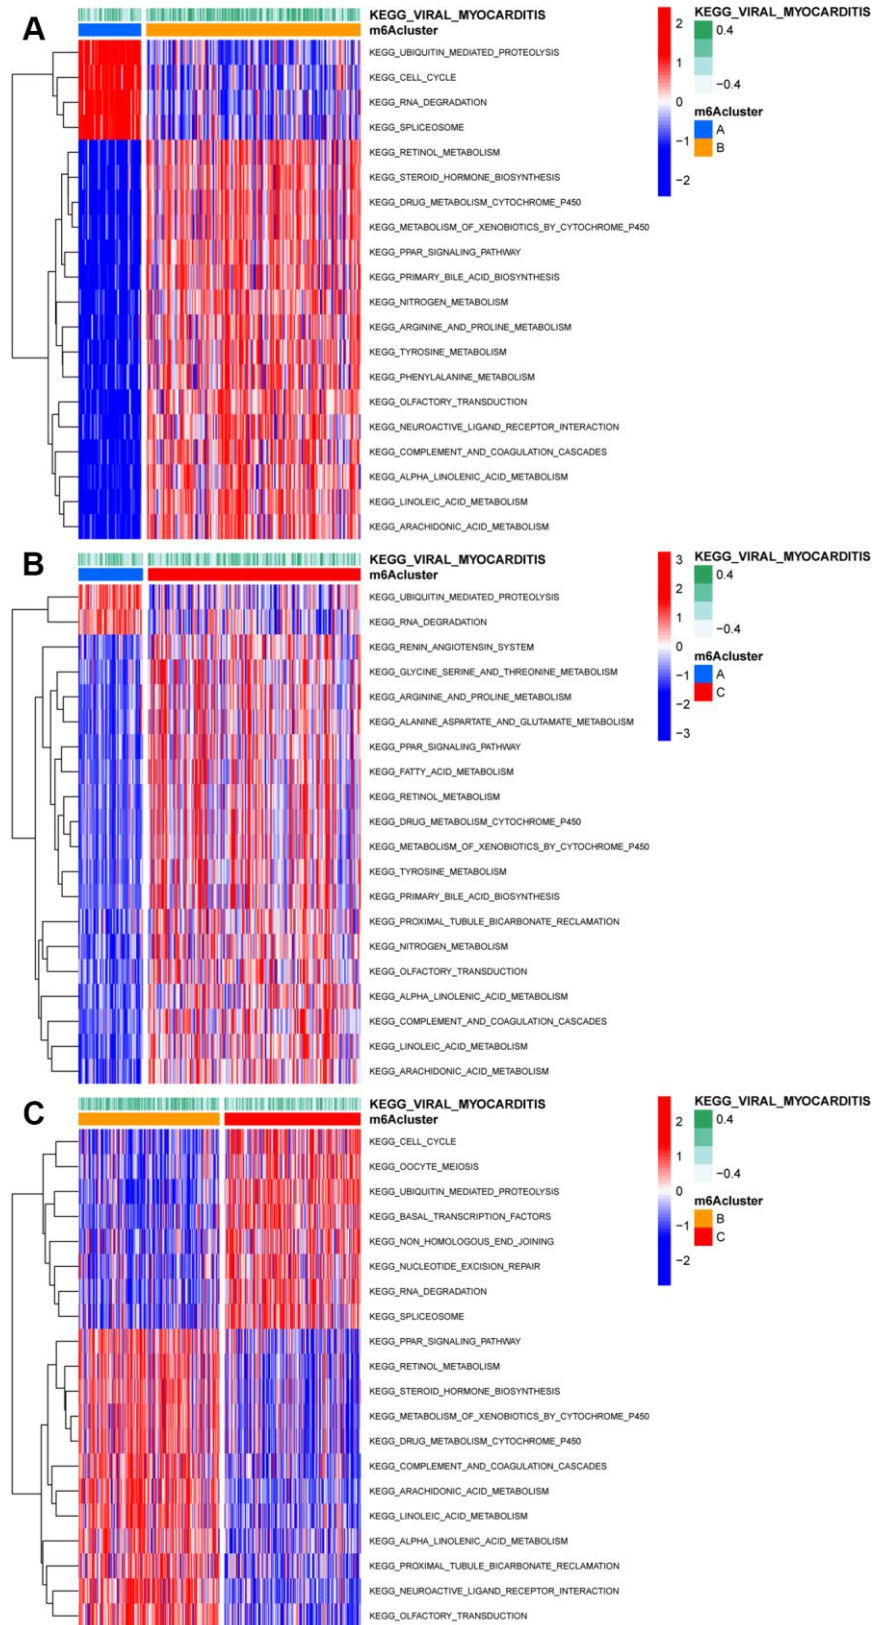 A
KEGG_VIRAL_MYOCARDITIS
m6Acluster
KEGG_UBIQUITIN_MEDIATED_PROTEOLYSIS
KEGG_CELL_CYCLE
KEGG_RNA_DEGRADATION
KEGG_SPLICEOSOME
KEGG_RETINOL_METABOLISM
KEGG_STEROID_HORMONE_BIOSYNTHESIS
KEGG_DRUG_METABOLISM_CYTOCHROME_P450
KEGG_METABOLISM_OF_XENOBIOTICS_BY_CYTOCHROME_P450
KEGG_PPAR_SIGNALING_PATHWAY
KEGG_PRIMARY_BILE_ACID_BIOSYNTHESIS
KEGG_NITROGEN_METABOLISM
KEGG_ARGININE_AND_PROLINE_METABOLISM
KEGG_TYROSINE_METABOLISM
KEGG_PHENYLALANINE_METABOLISM
KEGG_OLFACTORY_TRANSDUCTION
KEGG_NEUROACTIVE_LIGAND_RECEPTOR_INTERACTION
KEGG_COMPLEMENT_AND_COAGULATION_CASCADES
KEGG_ALPHA_LINOLENIC_ACID_METABOLISM
KEGG_LINOLEIC_ACID_METABOLISM
KEGG_ARACHIDONIC_ACID_METABOLISM
2
1
0
−1
−2
KEGG_VIRAL_MYOCARDITIS
0.4
−0.4
m6Acluster
A
B
B
KEGG_VIRAL_MYOCARDITIS
m6Acluster
KEGG_UBIQUITIN_MEDIATED_PROTEOLYSIS
KEGG_RNA_DEGRADATION
KEGG_RENIN_ANGIOTENSIN_SYSTEM
KEGG_GLYCINE_SERINE_AND_THREONINE_METABOLISM
KEGG_ARGININE_AND_PROLINE_METABOLISM
KEGG_ALANINE_ASPARTATE_AND_GLUTAMATE_METABOLISM
KEGG_PPAR_SIGNALING_PATHWAY
KEGG_FATTY_ACID_METABOLISM
KEGG_RETINOL_METABOLISM
KEGG_DRUG_METABOLISM_CYTOCHROME_P450
KEGG_METABOLISM_OF_XENOBIOTICS_BY_CYTOCHROME_P450
KEGG_TYROSINE_METABOLISM
KEGG_PRIMARY_BILE_ACID_BIOSYNTHESIS
KEGG_PROXIMAL_TUBULE_BICARBONATE_RECLAMATION
KEGG_NITROGEN_METABOLISM
KEGG_OLFACTORY_TRANSDUCTION
KEGG_ALPHA_LINOLENIC_ACID_METABOLISM
KEGG_COMPLEMENT_AND_COAGULATION_CASCADES
KEGG_LINOLEIC_ACID_METABOLISM
KEGG_ARACHIDONIC_ACID_METABOLISM
3
2
1
0
−1
−2
−3
KEGG_VIRAL_MYOCARDITIS
0.4
−0.4
m6Acluster
A
C
C
KEGG_VIRAL_MYOCARDITIS
m6Acluster
KEGG_CELL_CYCLE
KEGG_OOCYTE_MEIOSIS
KEGG_UBIQUITIN_MEDIATED_PROTEOLYSIS
KEGG_BASAL_TRANSCRIPTION_FACTORS
KEGG_NON_HOMOLOGOUS_END_JOINING
KEGG_NUCLEOTIDE_EXCISION_REPAIR
KEGG_RNA_DEGRADATION
KEGG_SPLICEOSOME
KEGG_PPAR_SIGNALING_PATHWAY
KEGG_RETINOL_METABOLISM
KEGG_STEROID_HORMONE_BIOSYNTHESIS
KEGG_METABOLISM_OF_XENOBIOTICS_BY_CYTOCHROME_P450
KEGG_DRUG_METABOLISM_CYTOCHROME_P450
KEGG_COMPLEMENT_AND_COAGULATION_CASCADES
KEGG_ARACHIDONIC_ACID_METABOLISM
KEGG_LINOLEIC_ACID_METABOLISM
KEGG_ALPHA_LINOLENIC_ACID_METABOLISM
KEGG_PROXIMAL_TUBULE_BICARBONATE_RECLAMATION
KEGG_NEUROACTIVE_LIGAND_RECEPTOR_INTERACTION
KEGG_OLFACTORY_TRANSDUCTION
2
1
0
−1
−2
KEGG_VIRAL_MYOCARDITIS
0.4
−0.4
m6Acluster
B
C